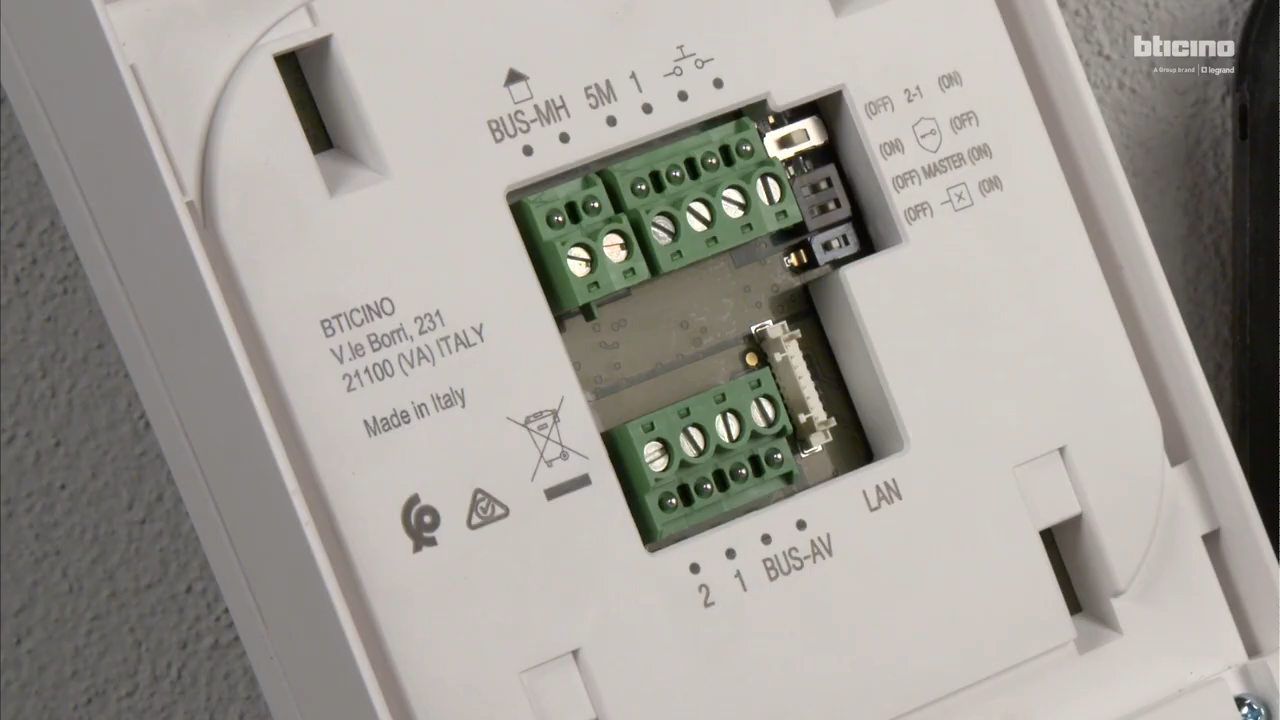 bticino
A Group brand | legrand
BUS-MH 5M 1
(OFF) 2-1 (ON)
(ON) (OFF)
(OFF) MASTER (ON)
(OFF) (ON)
BTICINO
V.le Borri, 231
21100 (VA) ITALY
Made in Italy
LAN
2 1 BUS-AV